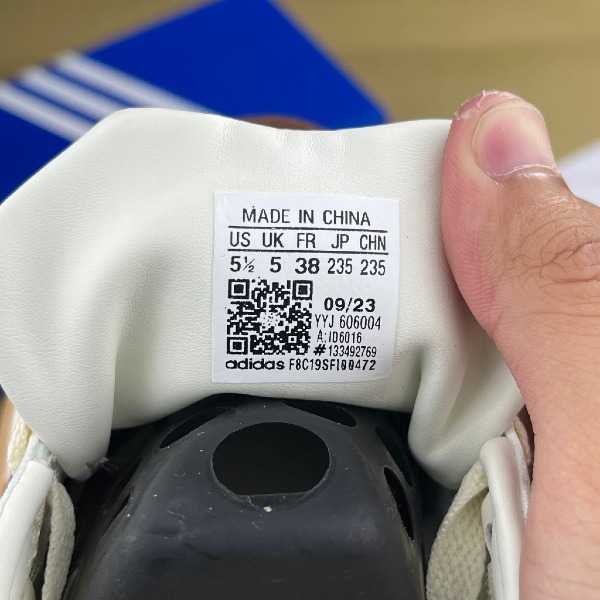 MADE IN CHINA
US UK FR JP CHN
5½ 5 38 235 235
09/23
YYJ 606004
A: ID6016
#133492769
adidas F8C19SFI00472